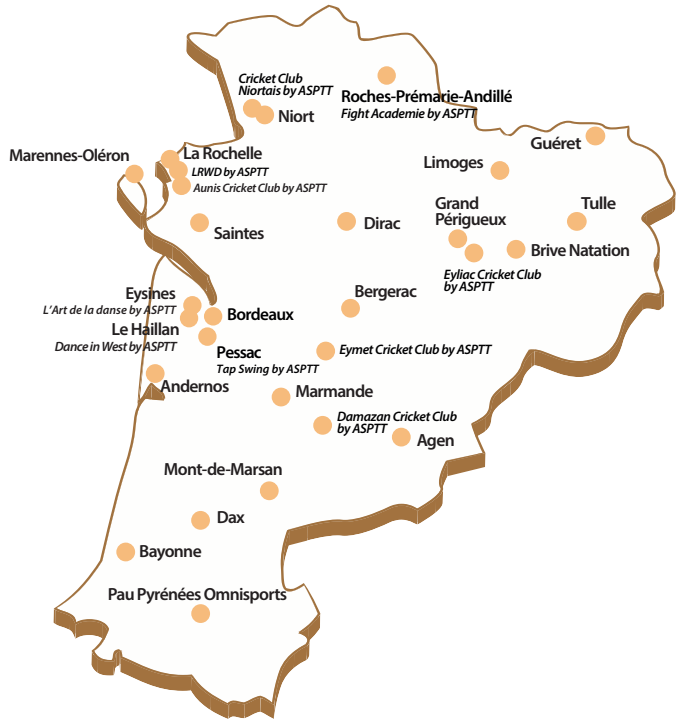 Cricket Club
Niortais by ASPTT
Niort
Roches-Prémarie-Andillé
Fight Academie by ASPTT
Guéret
Marennes-Oléron
La Rochelle
LRWD by ASPTT
Aunis Cricket Club by ASPTT
Limoges
Saintes
Dirac
Grand
Périgueux
Tulle
Brive Natation
Eyliac Cricket Club
by ASPTT
Eysines
L'Art de la danse by ASPTT
Bordeaux
Bergerac
Le Haillan
Dance in West by ASPTT
Pessac
Tap Swing by ASPTT
Eymet Cricket Club by ASPTT
Andernos
Marmande
Damazan Cricket Club
by ASPTT
Agen
Mont-de-Marsan
Dax
Bayonne
Pau Pyrénées Omnisports